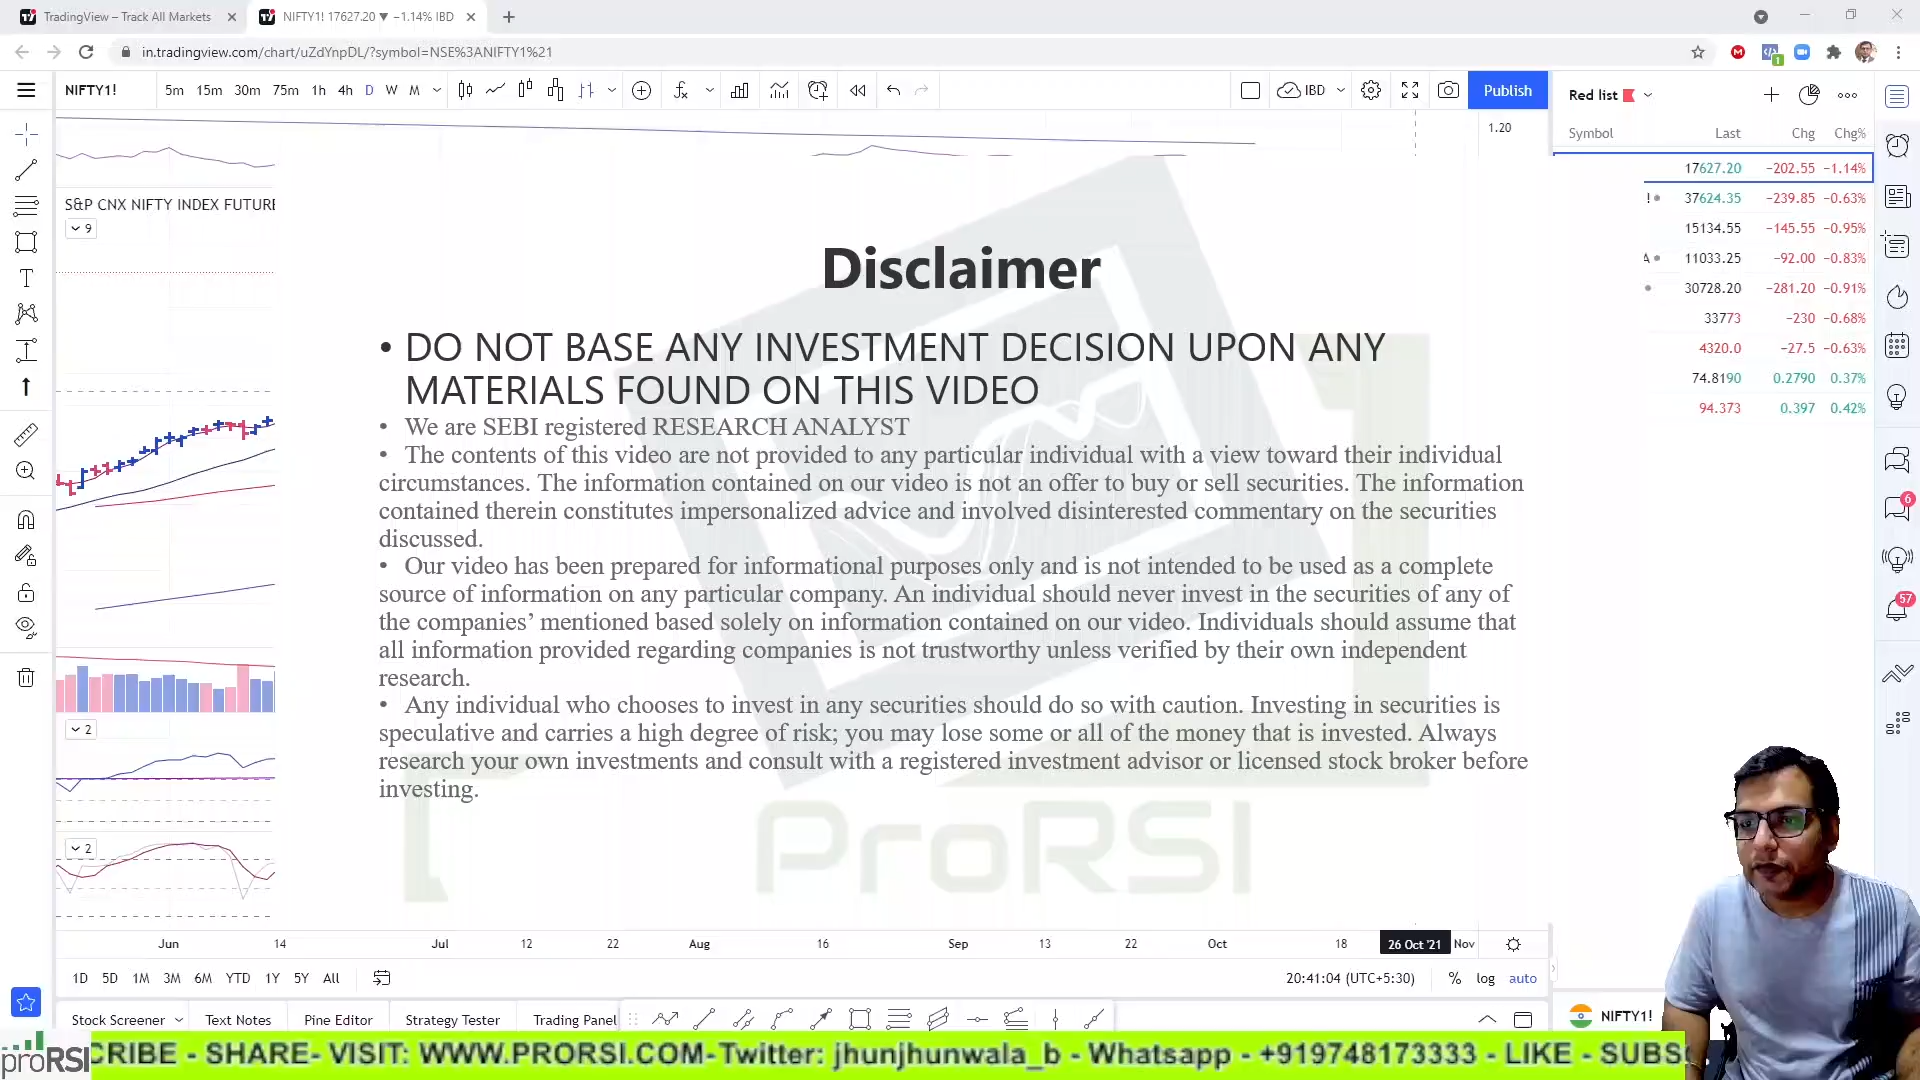 TradingView – Track All Markets
NIFTY1! 17627.20 ▼ −1.14% IBD
in.tradingview.com/chart/uZdYnpDL/?symbol=NSE%3ANIFTY1%21
1
NIFTY1! 5m 15m 30m 75m 1h 4h D W M IBD Publish
Red list
Symbol Last Chg Chg%
1.20
17627.20 −202.55 −1.14%
! 37624.35 −239.85 −0.63%
15134.55 −145.55 −0.95%
A 11033.25 −92.00 −0.83%
30728.20 −281.20 −0.91%
33773 −230 −0.68%
4320.0 −27.5 −0.63%
74.8190 0.2790 0.37%
94.373 0.397 0.42%
6
57
S&P CNX NIFTY INDEX FUTURE
9
2
2
Disclaimer
• DO NOT BASE ANY INVESTMENT DECISION UPON ANY
MATERIALS FOUND ON THIS VIDEO
• We are SEBI registered RESEARCH ANALYST
• The contents of this video are not provided to any particular individual with a view toward their individual
circumstances. The information contained on our video is not an offer to buy or sell securities. The information
contained therein constitutes impersonalized advice and involved disinterested commentary on the securities
discussed.
• Our video has been prepared for informational purposes only and is not intended to be used as a complete
source of information on any particular company. An individual should never invest in the securities of any of
the companies’ mentioned based solely on information contained on our video. Individuals should assume that
all information provided regarding companies is not trustworthy unless verified by their own independent
research.
• Any individual who chooses to invest in any securities should do so with caution. Investing in securities is
speculative and carries a high degree of risk; you may lose some or all of the money that is invested. Always
research your own investments and consult with a registered investment advisor or licensed stock broker before
investing.
ProRSI
Jun 14 Jul 12 22 Aug 16 Sep 13 22 Oct 18 26 Oct '21 Nov
1D 5D 1M 3M 6M YTD 1Y 5Y All 20:41:04 (UTC+5:30) % log auto
Stock Screener Text Notes Pine Editor Strategy Tester Trading Panel
NIFTY1!
proRSI
CRIBE - SHARE- VISIT: WWW.PRORSI.COM-Twitter: jhunjhunwala_b - Whatsapp - +919748173333 - LIKE - SUBS